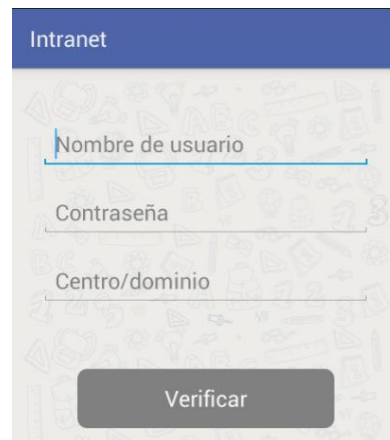 Intranet
Nombre de usuario
Contraseña
Centro/dominio
Verificar